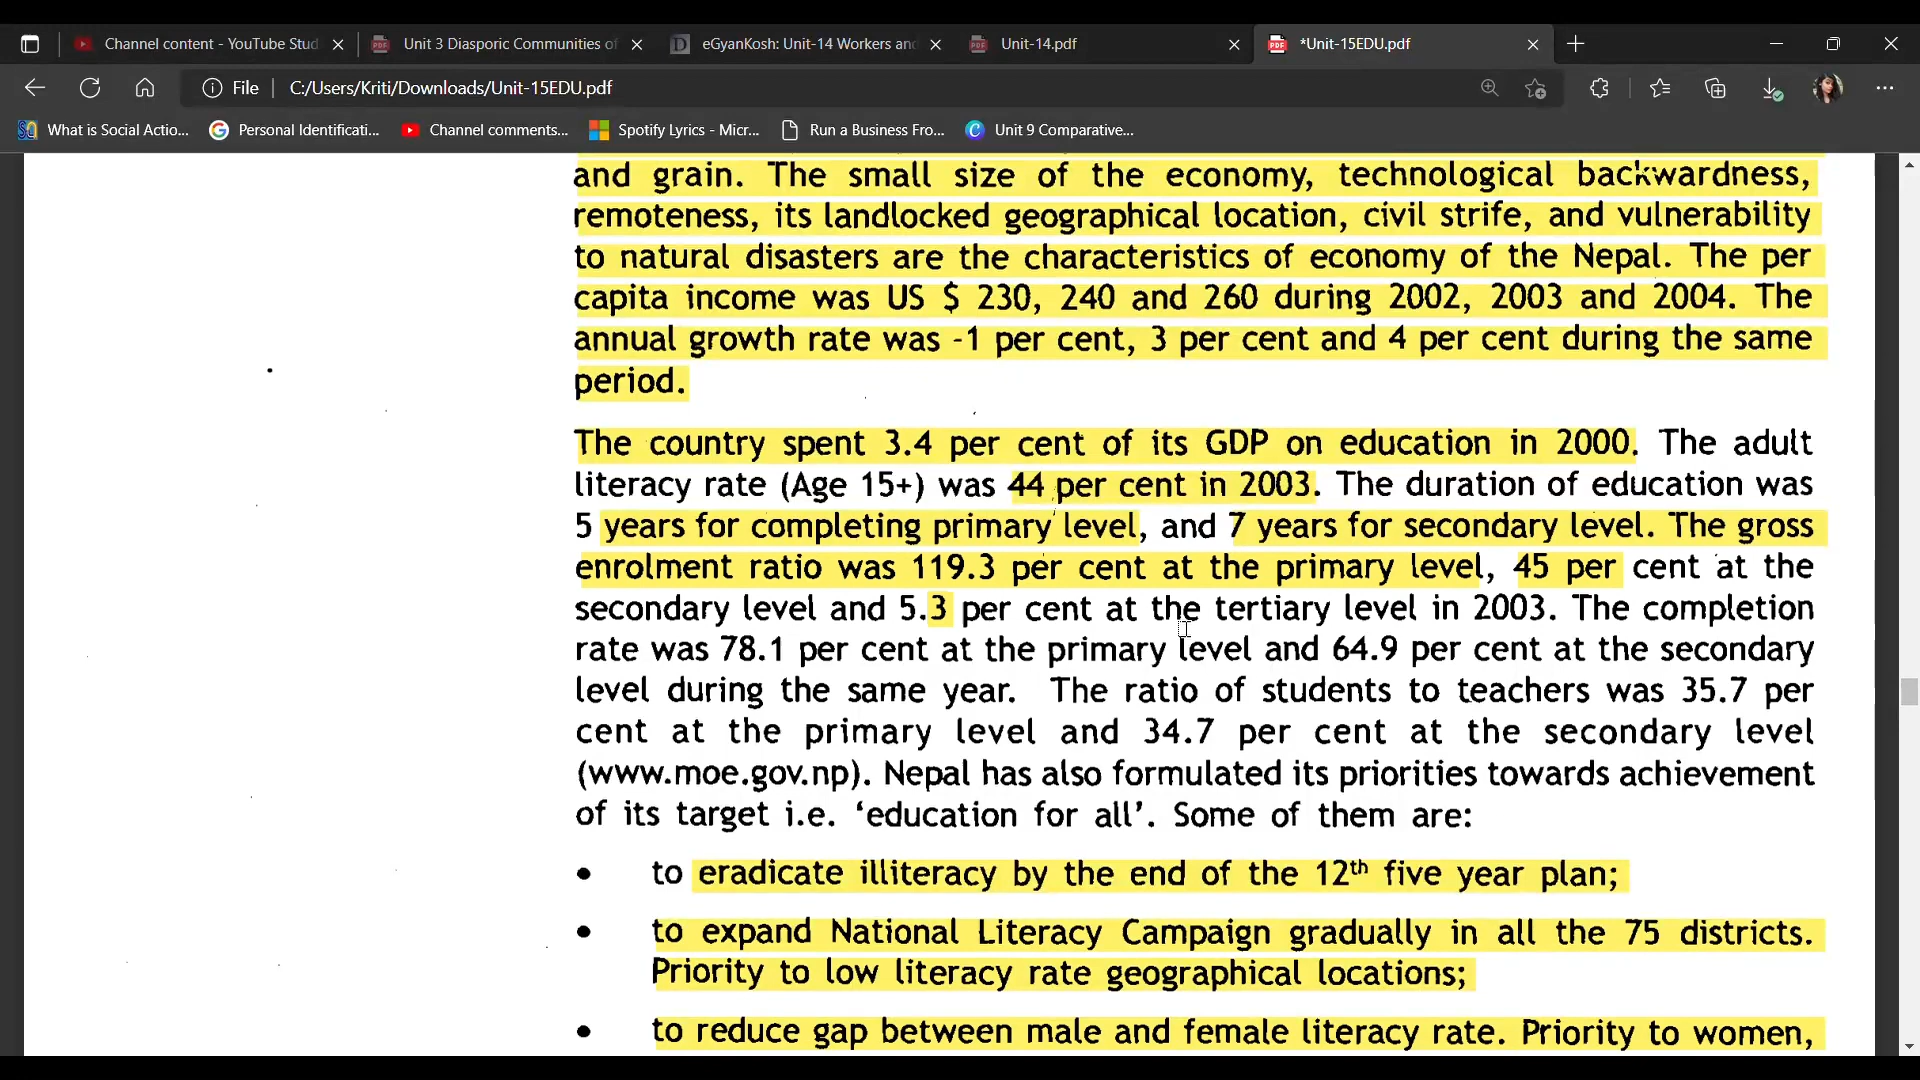 Channel content - YouTube Stud
Unit 3 Diasporic Communities of
eGyanKosh: Unit-14 Workers and
Unit-14.pdf
*Unit-15EDU.pdf
File
C:/Users/Kriti/Downloads/Unit-15EDU.pdf
What is Social Actio...
Personal Identificati...
Channel comments...
Spotify Lyrics - Micr...
Run a Business Fro...
Unit 9 Comparative...
and grain. The small size of the economy, technological backwardness,
remoteness, its landlocked geographical location, civil strife, and vulnerability
to natural disasters are the characteristics of economy of the Nepal. The per
capita income was US $ 230, 240 and 260 during 2002, 2003 and 2004. The
annual growth rate was -1 per cent, 3 per cent and 4 per cent during the same
period.
The country spent 3.4 per cent of its GDP on education in 2000. The adult
literacy rate (Age 15+) was 44 per cent in 2003. The duration of education was
5 years for completing primary level, and 7 years for secondary level. The gross
enrolment ratio was 119.3 per cent at the primary level, 45 per cent at the
secondary level and 5.3 per cent at the tertiary level in 2003. The completion
rate was 78.1 per cent at the primary level and 64.9 per cent at the secondary
level during the same year. The ratio of students to teachers was 35.7 per
cent at the primary level and 34.7 per cent at the secondary level
(www.moe.gov.np). Nepal has also formulated its priorities towards achievement
of its target i.e. 'education for all'. Some of them are:
• to eradicate illiteracy by the end of the 12th five year plan;
• to expand National Literacy Campaign gradually in all the 75 districts.
Priority to low literacy rate geographical locations;
• to reduce gap between male and female literacy rate. Priority to women,